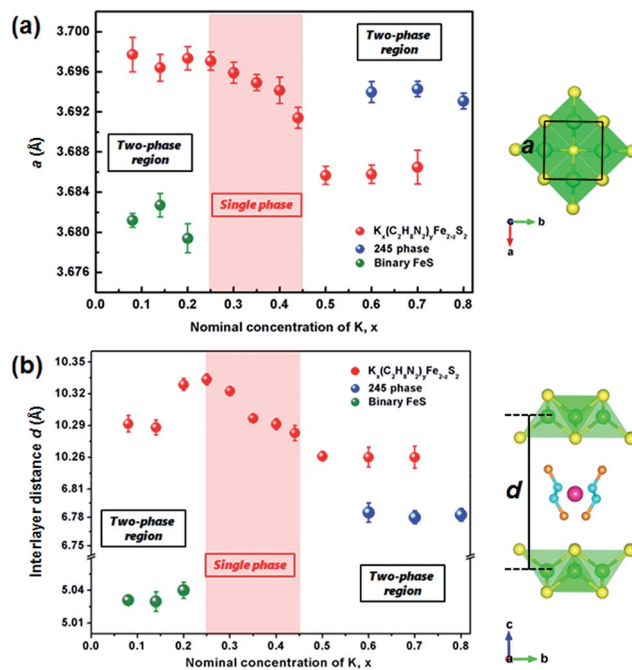 (a)
3.700
3.696
3.692
3.688
3.684
3.680
3.676
a (Å)
Two-phase
region
Two-phase
region
Single phase
Kₓ(C₂H₈N₂)ᵧFe₂₋zS₂
245 phase
Binary FeS
0.0 0.1 0.2 0.3 0.4 0.5 0.6 0.7 0.8
Nominal concentration of K, x
a
c b
a
(b)
10.35
10.32
10.29
10.26
6.81
6.78
6.75
5.04
5.01
Interlayer distance d (Å)
Kₓ(C₂H₈N₂)ᵧFe₂₋zS₂
245 phase
Binary FeS
Two-phase
region
Single phase
Two-phase
region
0.0 0.1 0.2 0.3 0.4 0.5 0.6 0.7 0.8
Nominal concentration of K, x
d
c
a b